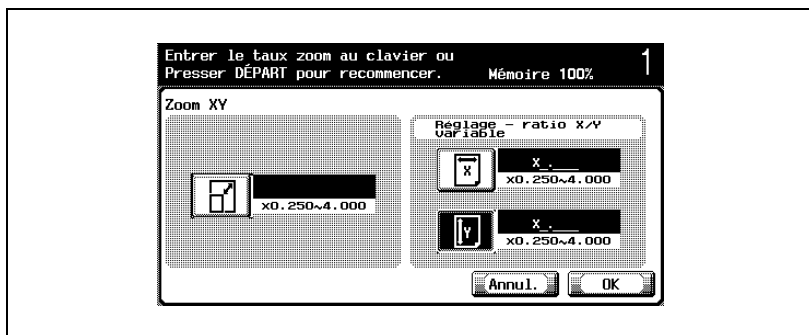 Entrer le taux zoom au clavier ou
Presser DÉPART pour recommencer. Mémoire 100% 1
Zoom XY
Réglage - ratio X/Y
variable
x0.250~4.000
X
x_.___
x0.250~4.000
Y
x_.___
x0.250~4.000
Annul. OK